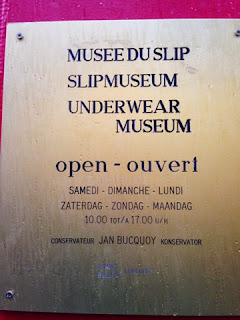 MUSEE DU SLIP
SLIPMUSEUM
UNDERWEAR
MUSEUM
open - ouvert
SAMEDI - DIMANCHE - LUNDI
ZATERDAG - ZONDAG - MAANDAG
10.00 TOT/A 17.00 U/H
CONSERVATEUR JAN BUCQUOY KONSERVATOR